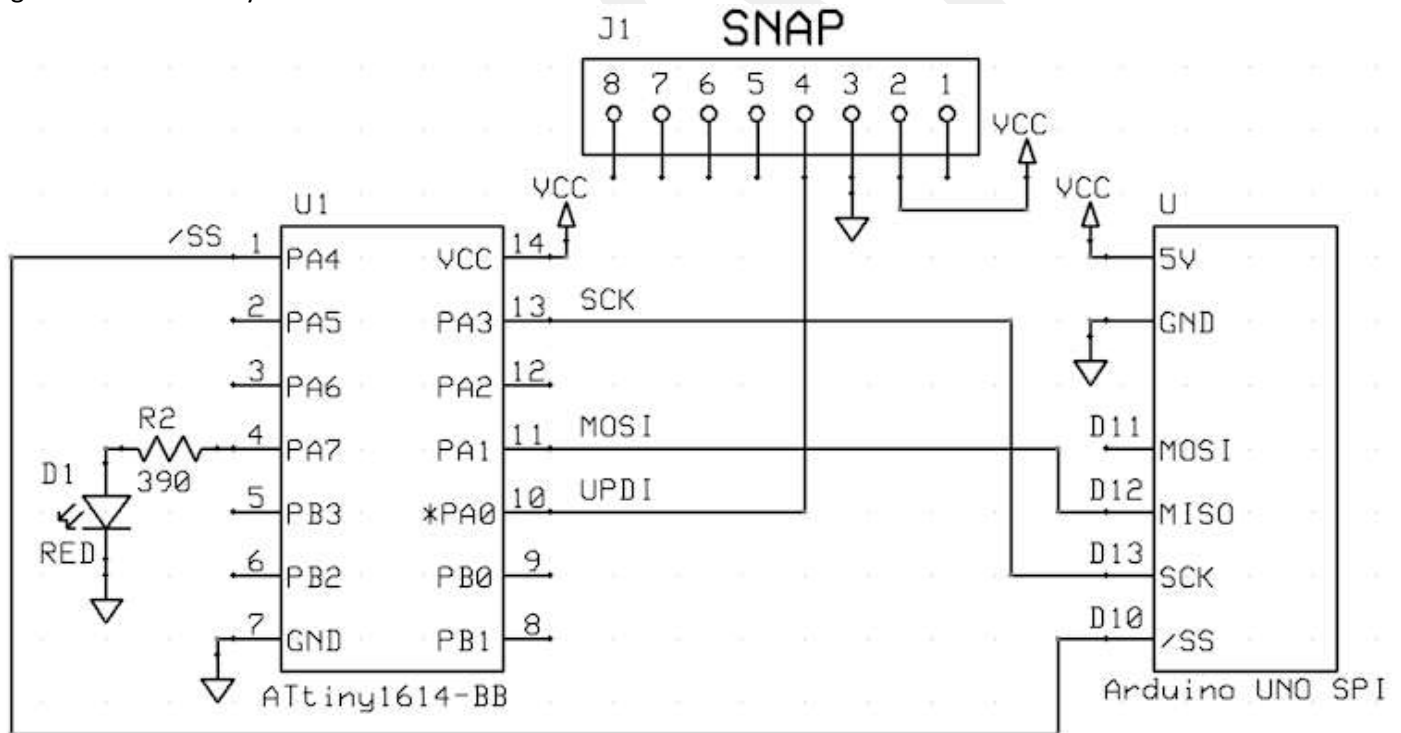 J1 SNAP
8 7 6 5 4 3 2 1
VCC
VCC
VCC
U1
U
/SS 1 PA4 VCC 14
5V
2 PA5 PA3 13 SCK
GND
3 PA6 PA2 12
R2
390
4 PA7 PA1 11 MOSI
D11 MOSI
D1
RED
5 PB3 *PA0 10 UPDI
D12 MISO
6 PB2 PB0 9
D13 SCK
7 GND PB1 8
D10 /SS
ATtiny1614-BB
Arduino UNO SPI